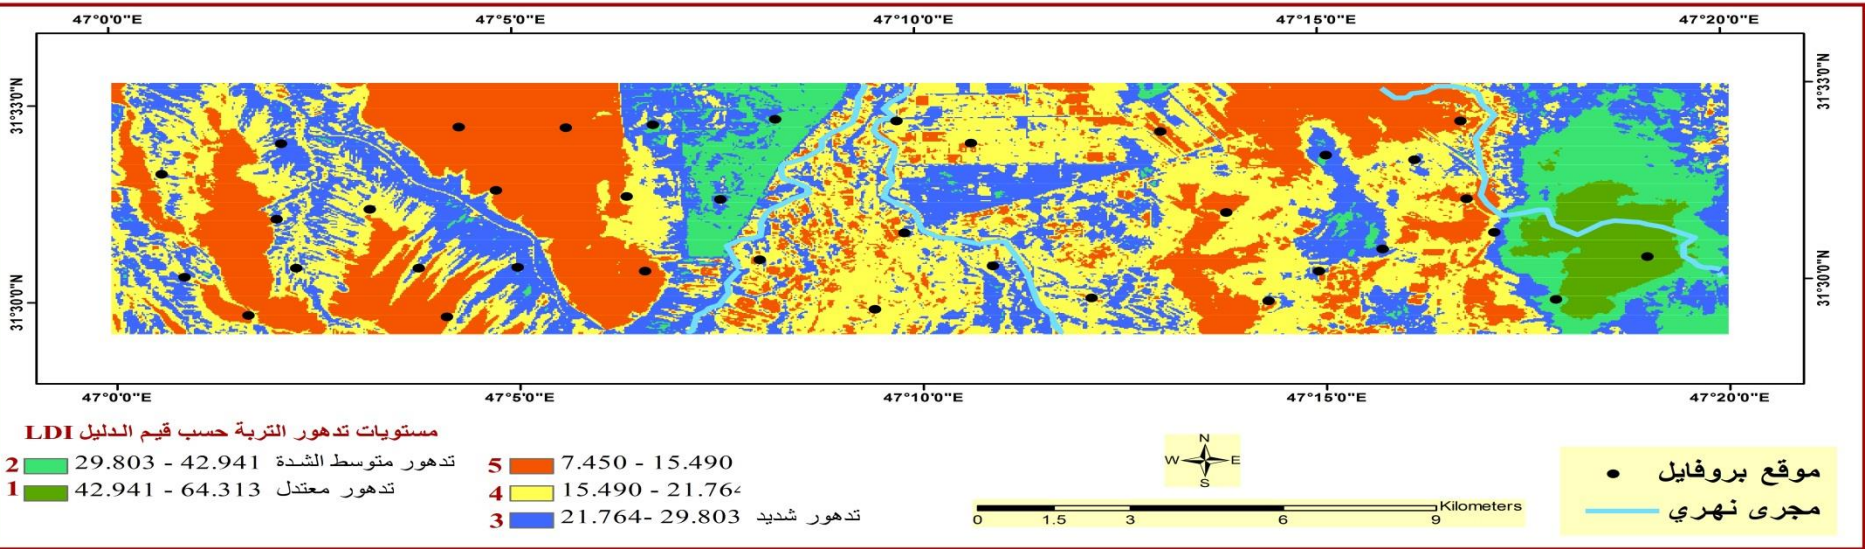 47°0'0"E 47°5'0"E 47°10'0"E 47°15'0"E 47°20'0"E
31°33'0"N 31°33'0"N
31°30'0"N 31°30'0"N
47°0'0"E 47°5'0"E 47°10'0"E 47°15'0"E 47°20'0"E
مستويات تدهور التربة حسب قيم الدليل LDI
2 29.803 - 42.941 تدهور متوسط الشدة
1 42.941 - 64.313 تدهور معتدل
5 7.450 - 15.490
4 15.490 - 21.764
3 21.764- 29.803 تدهور شديد
N
W E
S
Kilometers
0 1.5 3 6 9
موقع بروفايل
مجرى نهري